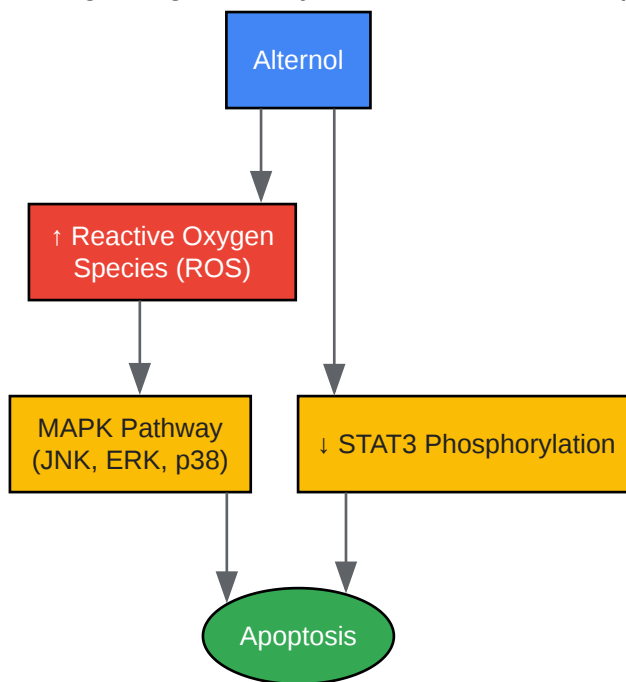 Alternol
↑ Reactive Oxygen
Species (ROS)
MAPK Pathway
(JNK, ERK, p38)
↓ STAT3 Phosphorylation
Apoptosis